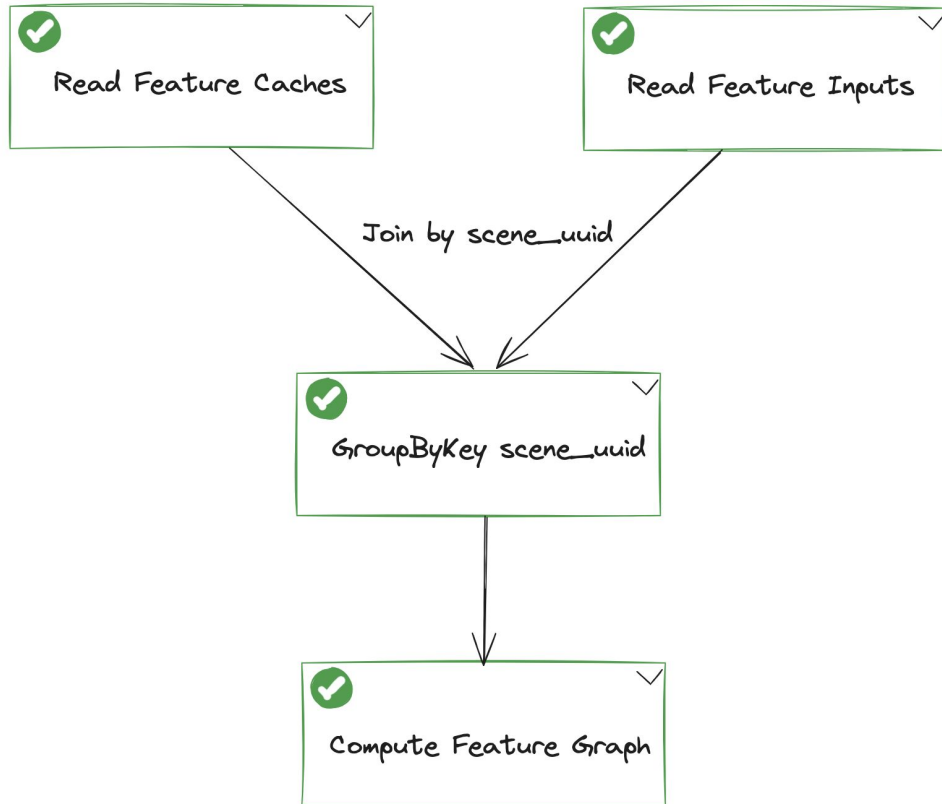 Read Feature Caches
Read Feature Inputs
Join by scene_uuid
GroupByKey scene_uuid
Compute Feature Graph